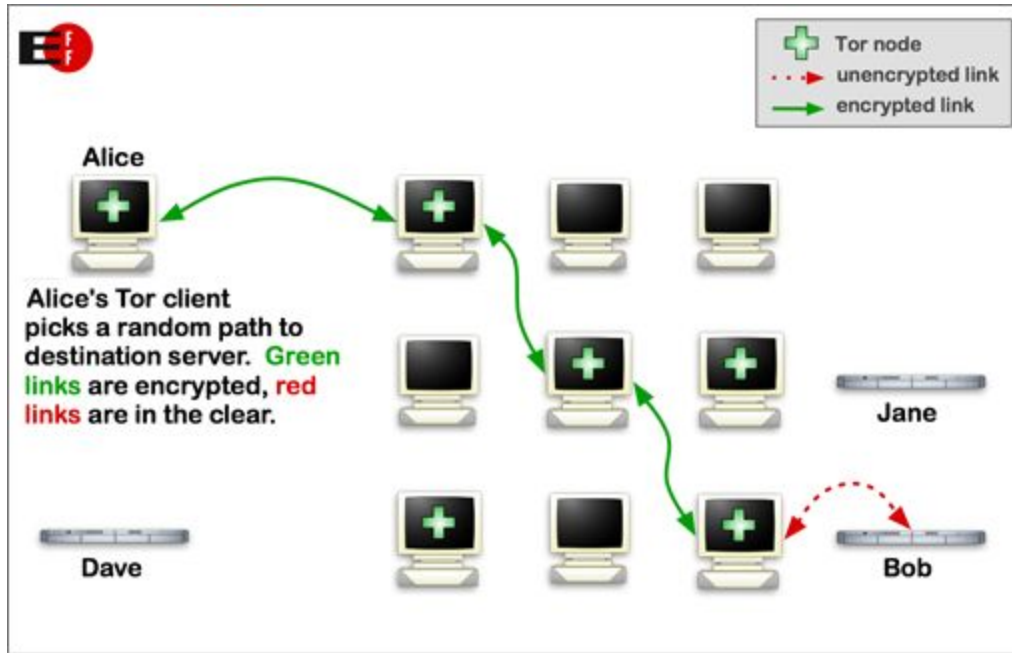 EFF
Tor node
unencrypted link
encrypted link
Alice
Alice's Tor client
picks a random path to
destination server. Green
links are encrypted, red
links are in the clear.
Jane
Dave
Bob